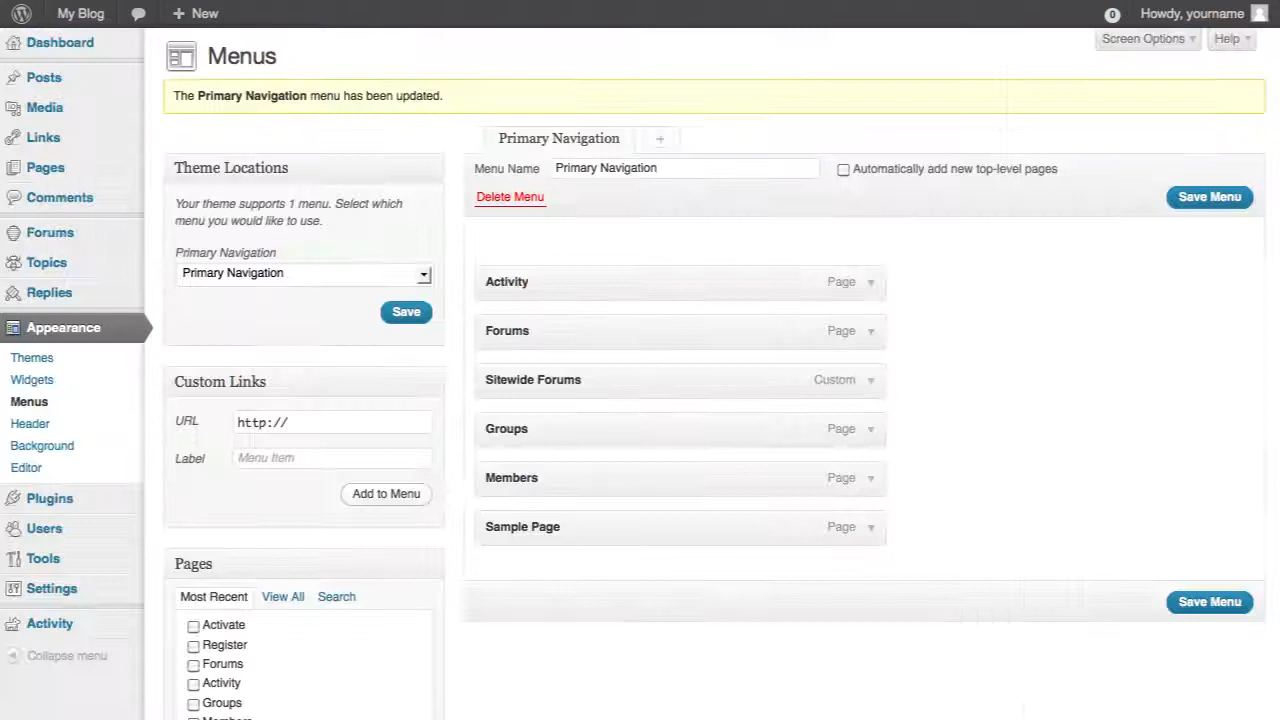 My Blog New 0 Howdy, yourname
Screen Options Help
Dashboard
Posts
Media
Links
Pages
Comments
Forums
Topics
Replies
Appearance
Themes
Widgets
Menus
Header
Background
Editor
Plugins
Users
Tools
Settings
Activity
Collapse menu
Menus
The Primary Navigation menu has been updated.
Theme Locations
Your theme supports 1 menu. Select which
menu you would like to use.
Primary Navigation
Primary Navigation
Save
Custom Links
URL http://
Label Menu Item
Add to Menu
Pages
Most Recent View All Search
Activate
Register
Forums
Activity
Groups
Members
Primary Navigation +
Menu Name Primary Navigation Automatically add new top-level pages
Delete Menu Save Menu
Activity Page
Forums Page
Sitewide Forums Custom
Groups Page
Members Page
Sample Page Page
Save Menu